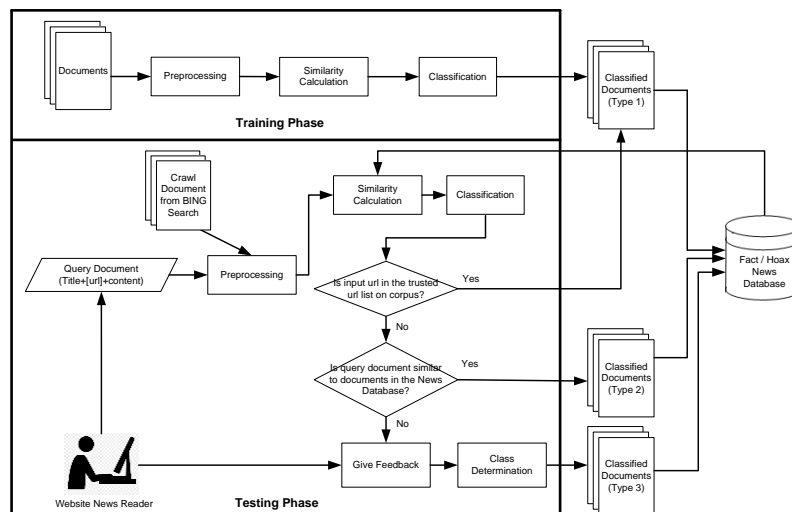 Documents
Preprocessing
Similarity
Calculation
Classification
Classified
Documents
(Type 1)
Training Phase
Crawl
Document
from BING
Search
Similarity
Calculation
Classification
Query Document
(Title+[url]+content)
Preprocessing
Is input url in the trusted
url list on corpus?
Yes
Fact / Hoax
News
Database
No
Is query document similar
to documents in the News
Database?
Yes
Classified
Documents
(Type 2)
No
Give Feedback
Class
Determination
Classified
Documents
(Type 3)
Website News Reader
Testing Phase